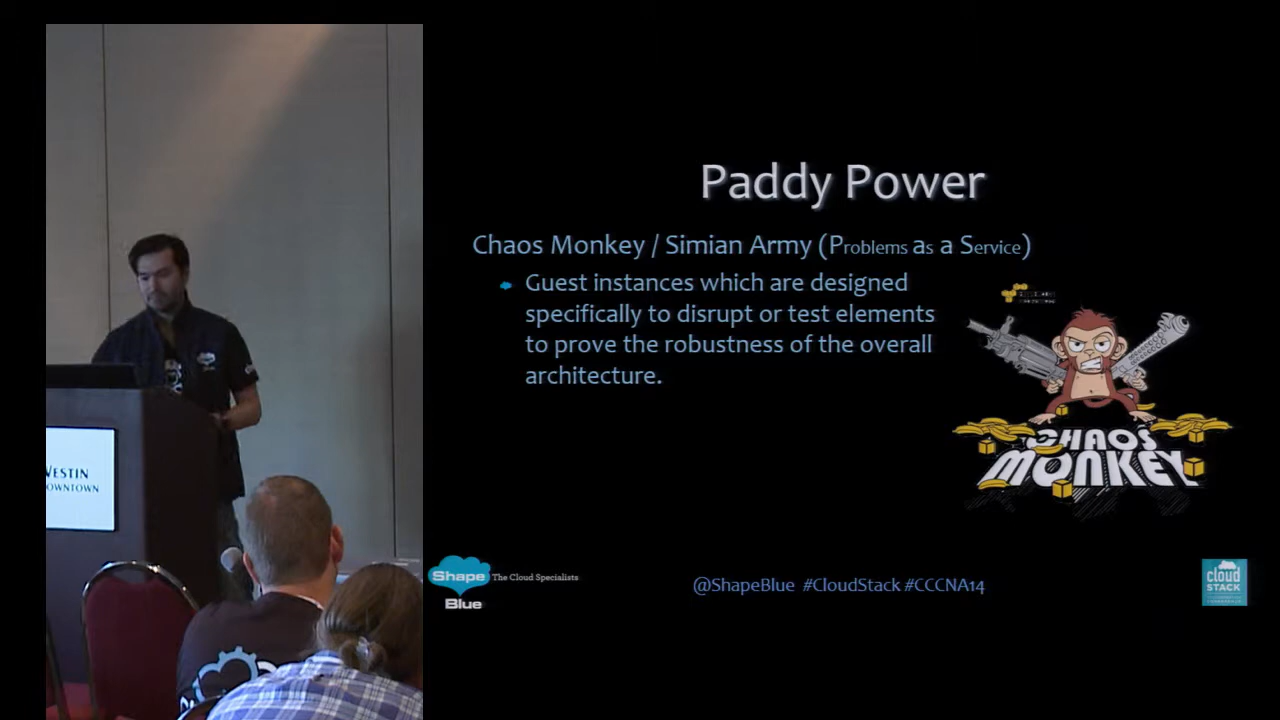 Paddy Power
Chaos Monkey / Simian Army (Problems as a Service)
Guest instances which are designed
specifically to disrupt or test elements
to prove the robustness of the overall
architecture.
CHAOS
MONKEY
WESTIN
DOWNTOWN
Shape
Blue
The Cloud Specialists
@ShapeBlue #CloudStack #CCCNA14
cloud
STACK